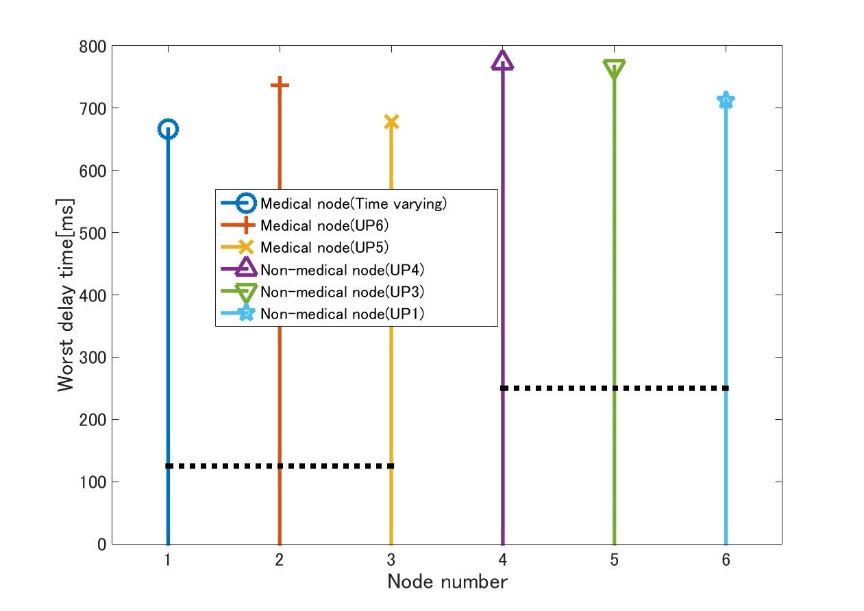 800
700
600
500
400
300
200
100
0
Worst delay time[ms]
Medical node(Time varying)
Medical node(UP6)
Medical node(UP5)
Non-medical node(UP4)
Non-medical node(UP3)
Non-medical node(UP1)
1 2 3 4 5 6
Node number